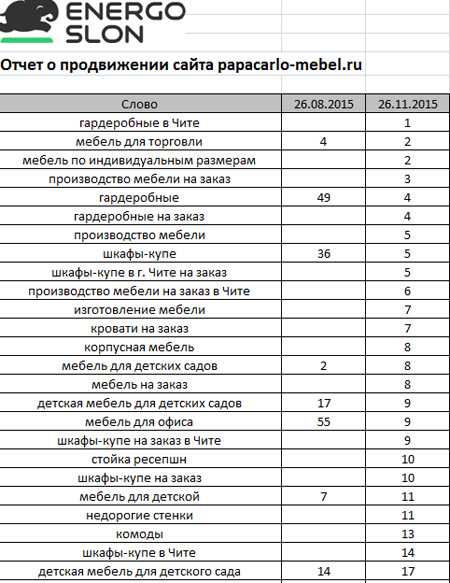 ENERGO
SLON
Отчет о продвижении сайта papacarlo-mebel.ru
Слово 26.08.2015 26.11.2015
гардеробные в Чите 1
мебель для торговли 4 2
мебель по индивидуальным размерам 2
производство мебели на заказ 3
гардеробные 49 4
гардеробные на заказ 4
производство мебели 5
шкафы-купе 36 5
шкафы-купе в г. Чите на заказ 5
производство мебели на заказ в Чите 6
изготовление мебели 7
кровати на заказ 7
корпусная мебель 8
мебель для детских садов 2 8
мебель на заказ 8
детская мебель для детских садов 17 9
мебель для офиса 55 9
шкафы-купе на заказ в Чите 9
стойка ресепшн 10
шкафы-купе на заказ 10
мебель для детской 7 11
недорогие стенки 11
комоды 13
шкафы-купе в Чите 14
детская мебель для детского сада 14 17